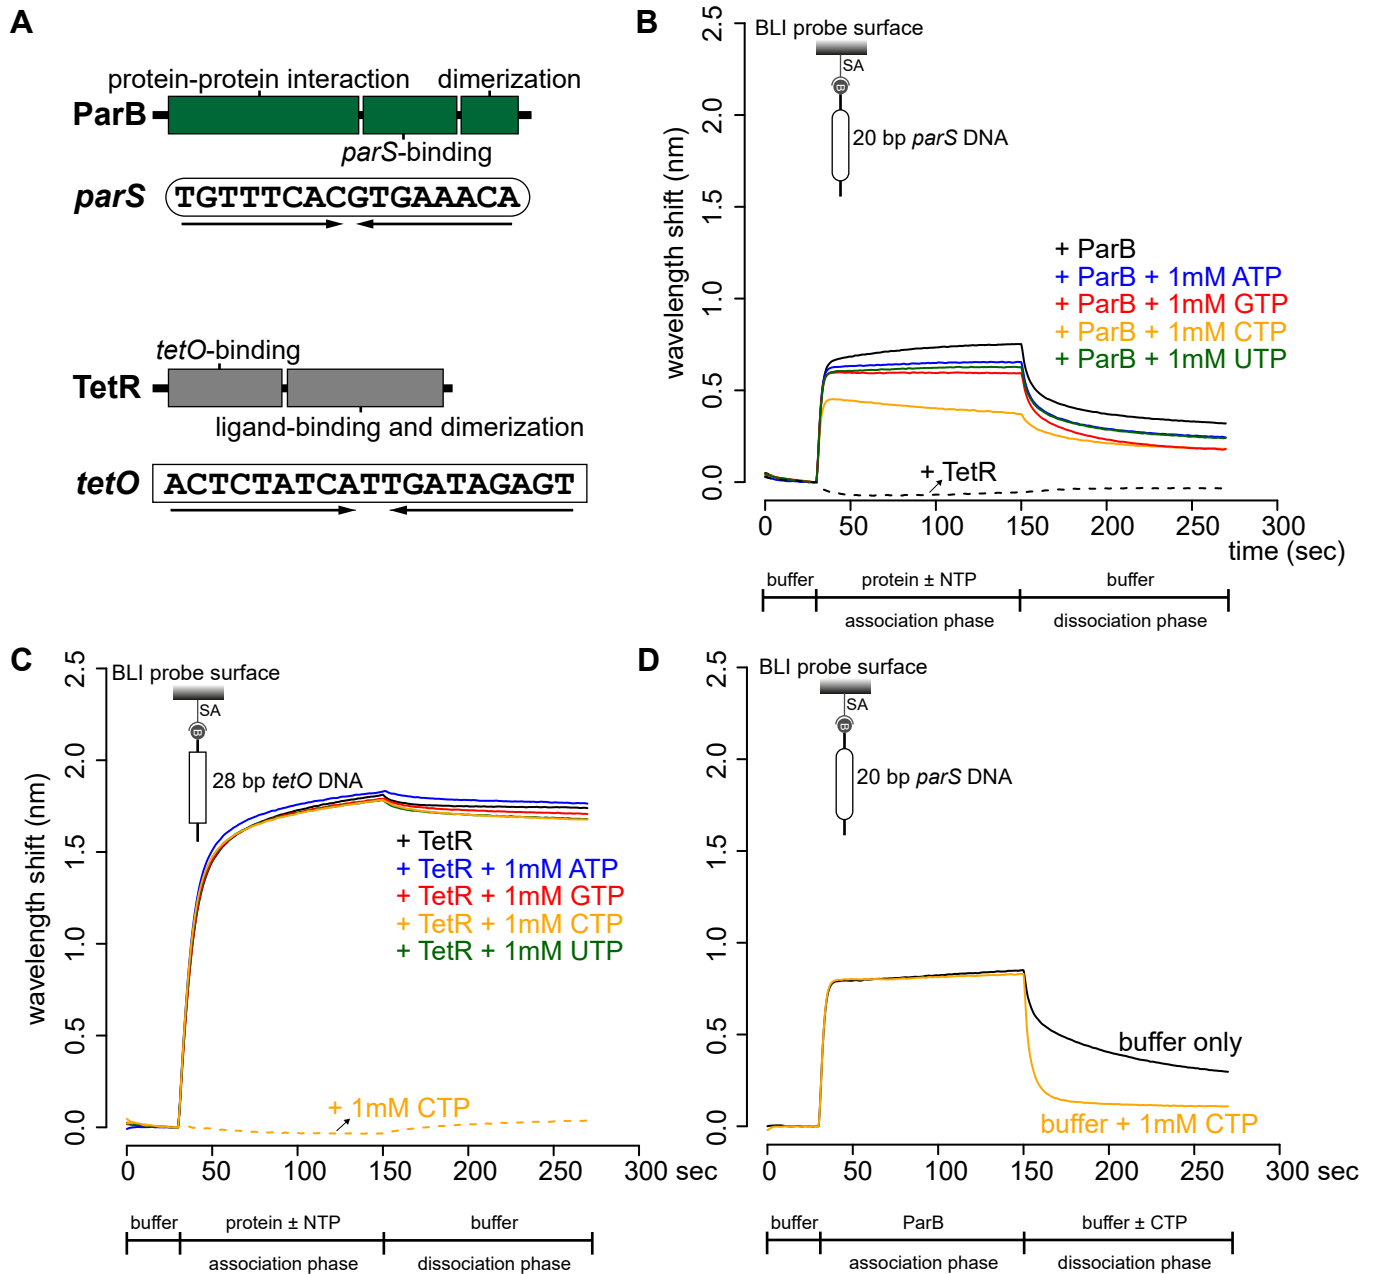 A
protein-protein interaction
dimerization
ParB
parS-binding
parS
TGTTTCACGTGAAACA
tetO-binding
TetR
ligand-binding and dimerization
tetO
ACTCTATCATTGATAGAGT
B
BLI probe surface
SA
B
20 bp parS DNA
wavelength shift (nm)
2.5
2.0
1.5
1.0
0.5
0.0
+ ParB
+ ParB + 1mM ATP
+ ParB + 1mM GTP
+ ParB + 1mM CTP
+ ParB + 1mM UTP
+ TetR
0 50 100 150 200 250 300
time (sec)
buffer protein ± NTP buffer
association phase dissociation phase
C
BLI probe surface
SA
B
28 bp tetO DNA
wavelength shift (nm)
2.5
2.0
1.5
1.0
0.5
0.0
+ TetR
+ TetR + 1mM ATP
+ TetR + 1mM GTP
+ TetR + 1mM CTP
+ TetR + 1mM UTP
+ 1mM CTP
0 50 100 150 200 250 300 sec
buffer protein ± NTP buffer
association phase dissociation phase
D
BLI probe surface
SA
B
20 bp parS DNA
2.5
2.0
1.5
1.0
0.5
0.0
buffer only
buffer + 1mM CTP
0 50 100 150 200 250 300 sec
buffer ParB buffer ± CTP
association phase dissociation phase